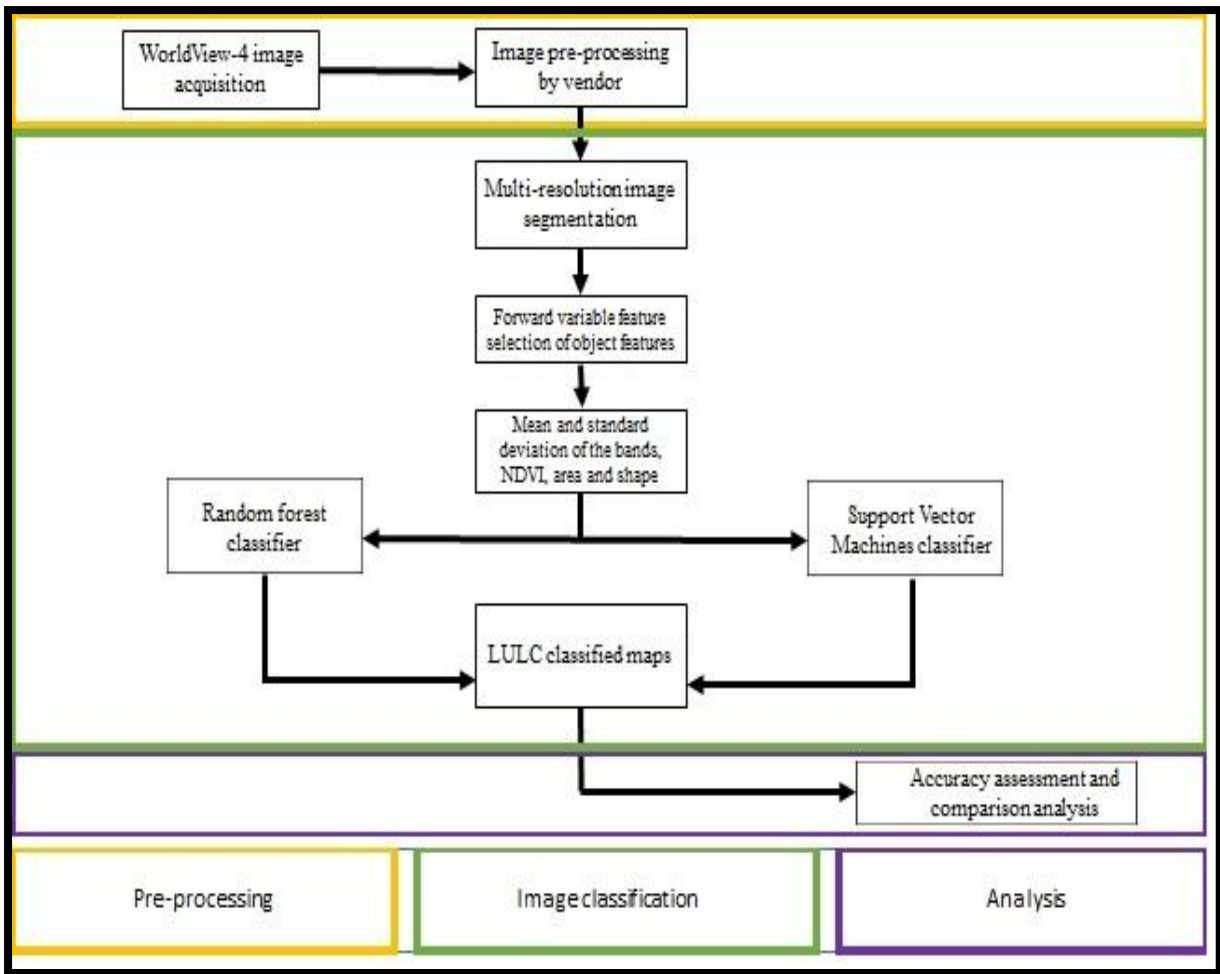 WorldView-4 image
acquisition
Image pre-processing
by vendor
Multi-resolution image
segmentation
Forward variable feature
selection of object features
Mean and standard
deviation of the bands,
NDVI, area and shape
Random forest
classifier
Support Vector
Machines classifier
LULC classified maps
Accuracy assessment and
comparison analysis
Pre-processing
Image classification
Analysis